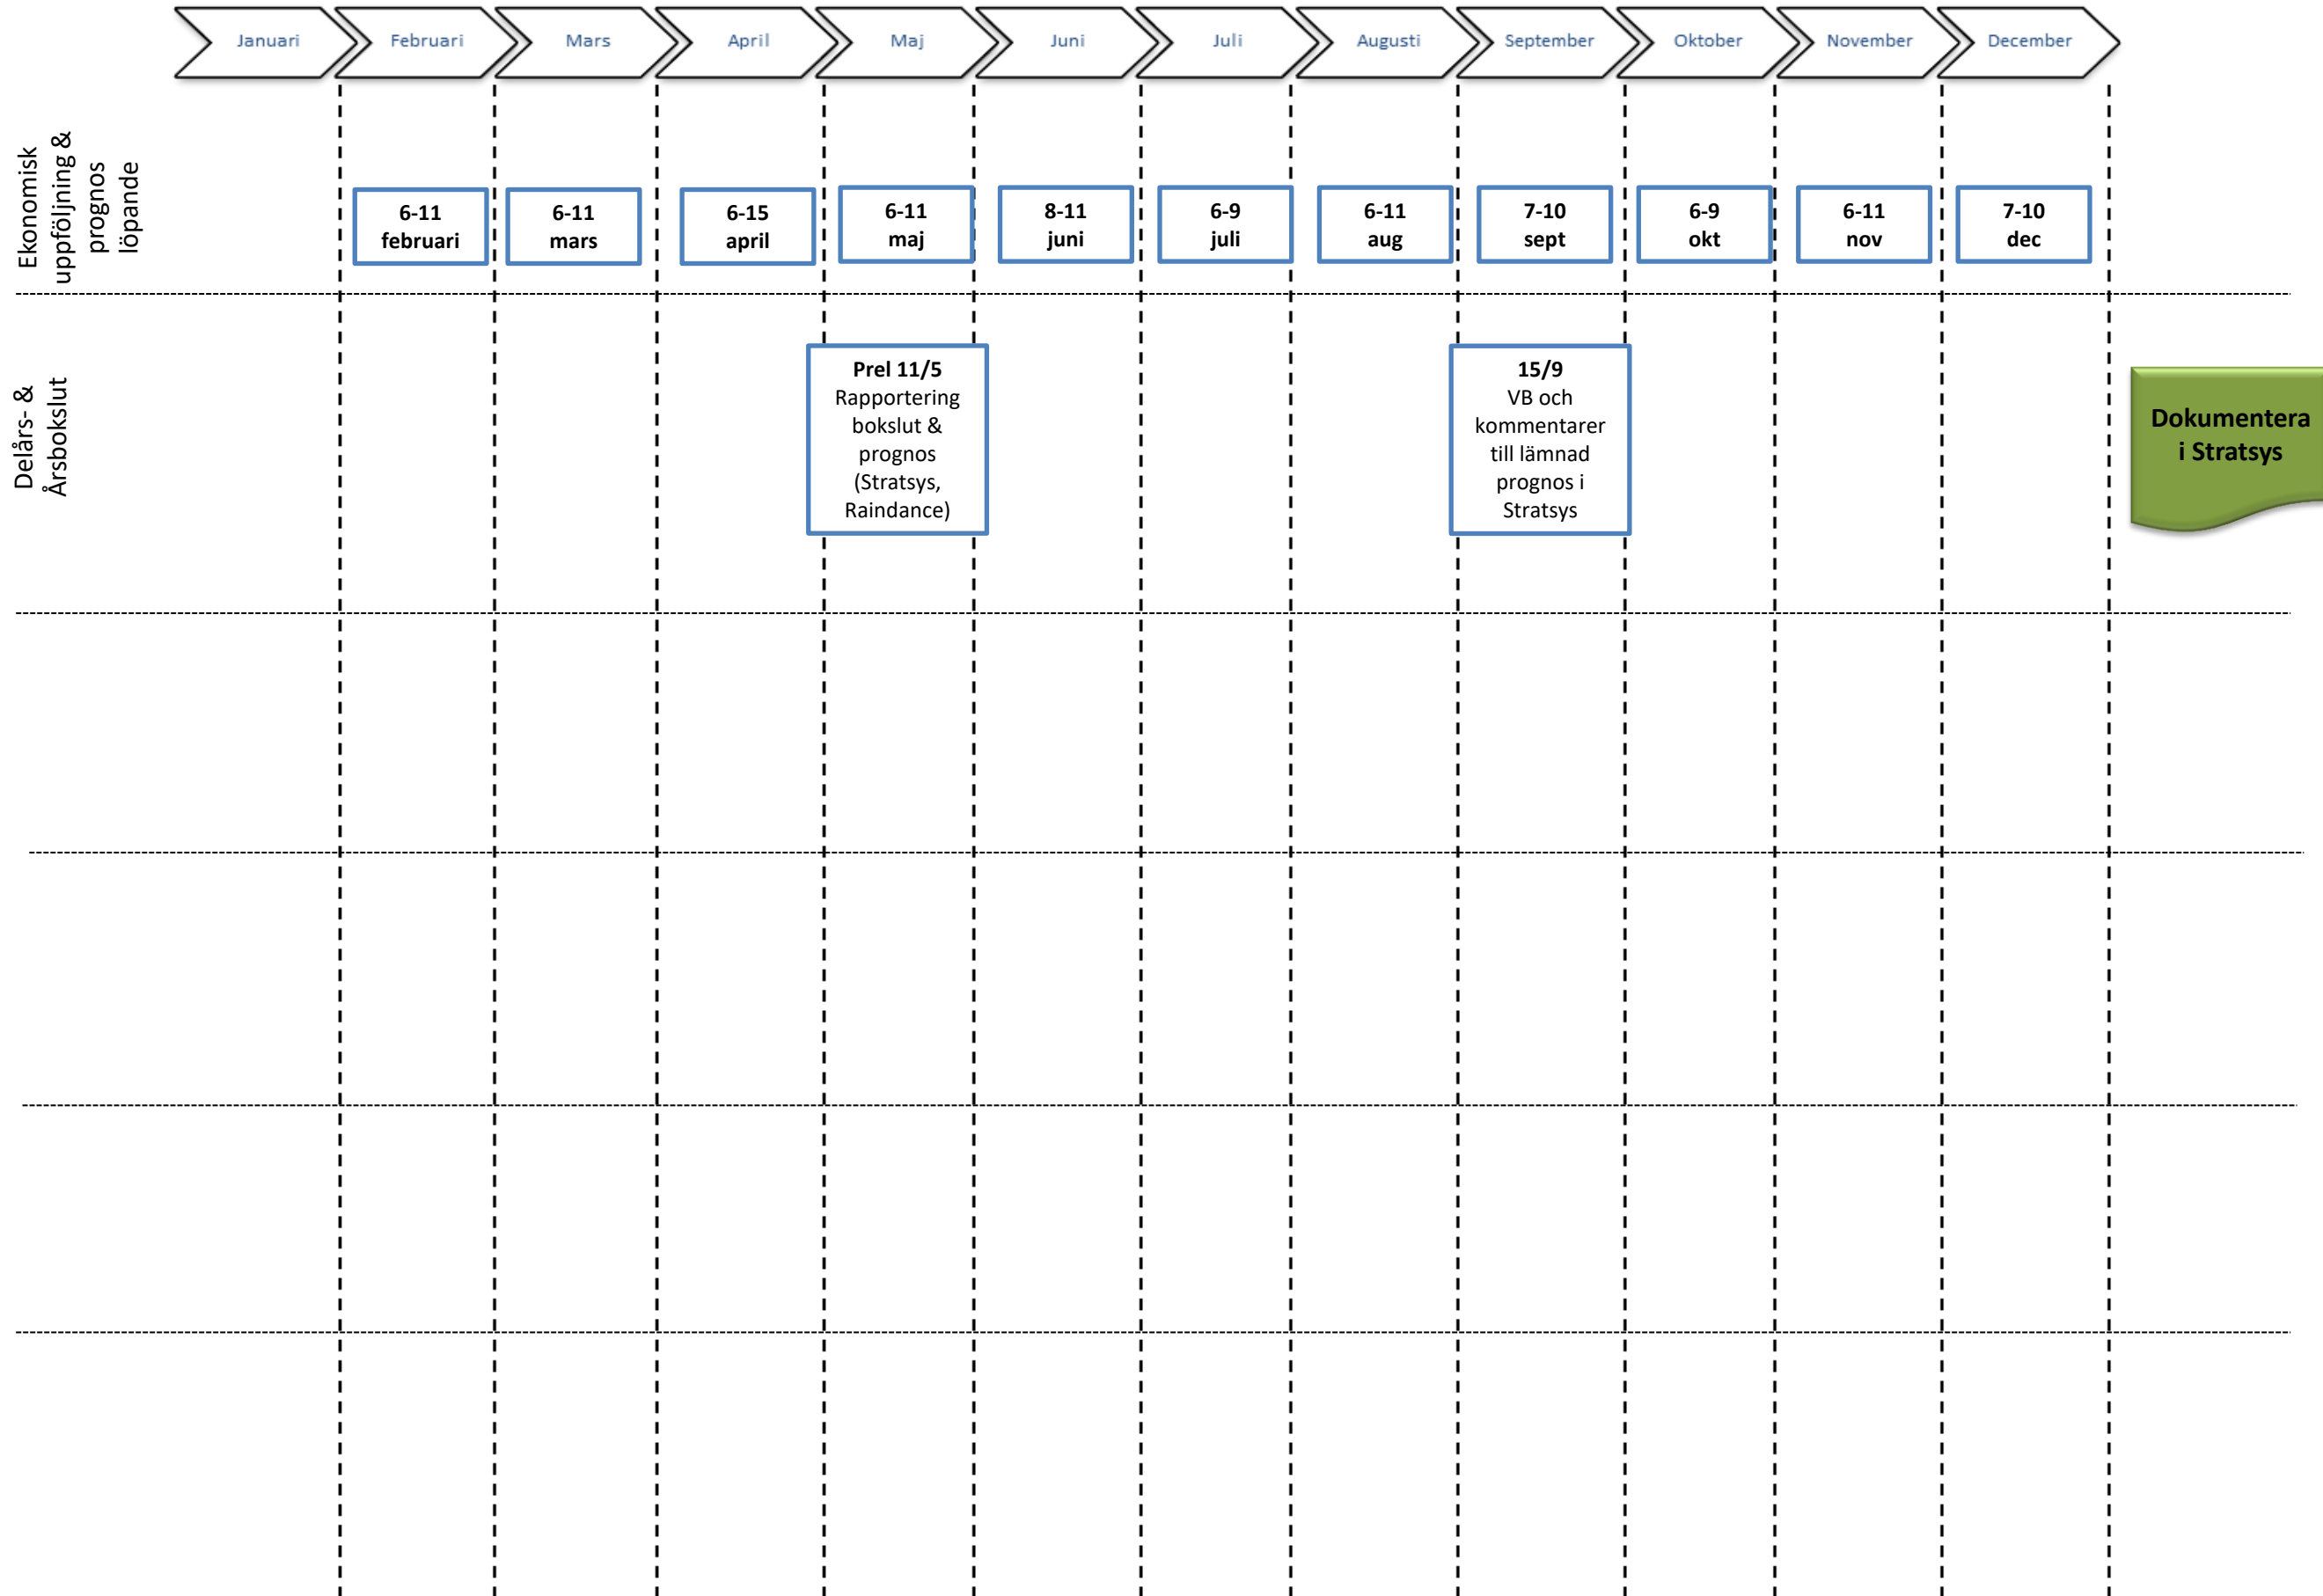 Januari
Februari
Mars
April
Maj
Juni
Juli
Augusti
September
Oktober
November
December
Ekonomisk
uppföljning &
prognos
löpande
6-11
februari
6-11
mars
6-15
april
6-11
maj
8-11
juni
6-9
juli
6-11
aug
7-10
sept
6-9
okt
6-11
nov
7-10
dec
Delårs- &
Årsbokslut
Prel 11/5
Rapportering
bokslut &
prognos
(Stratsys,
Raindance)
15/9
VB och
kommentarer
till lämnad
prognos i
Stratsys
Dokumentera
i Stratsys